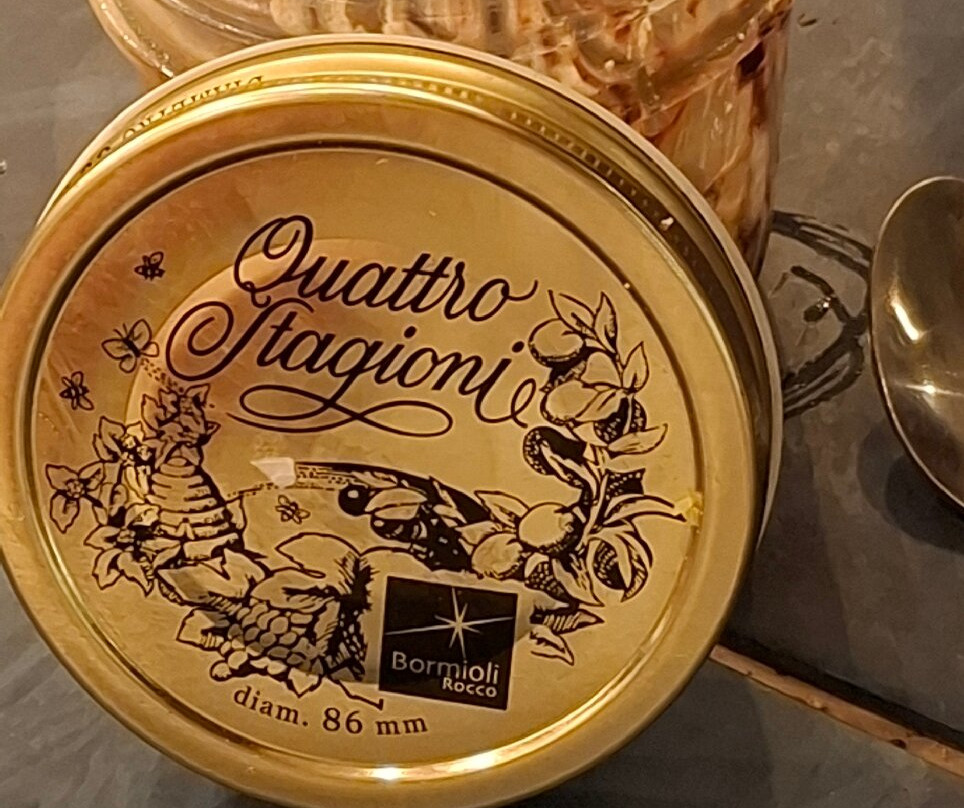 Quattro
Stagioni
Bormioli
Rocco
diam. 86 mm